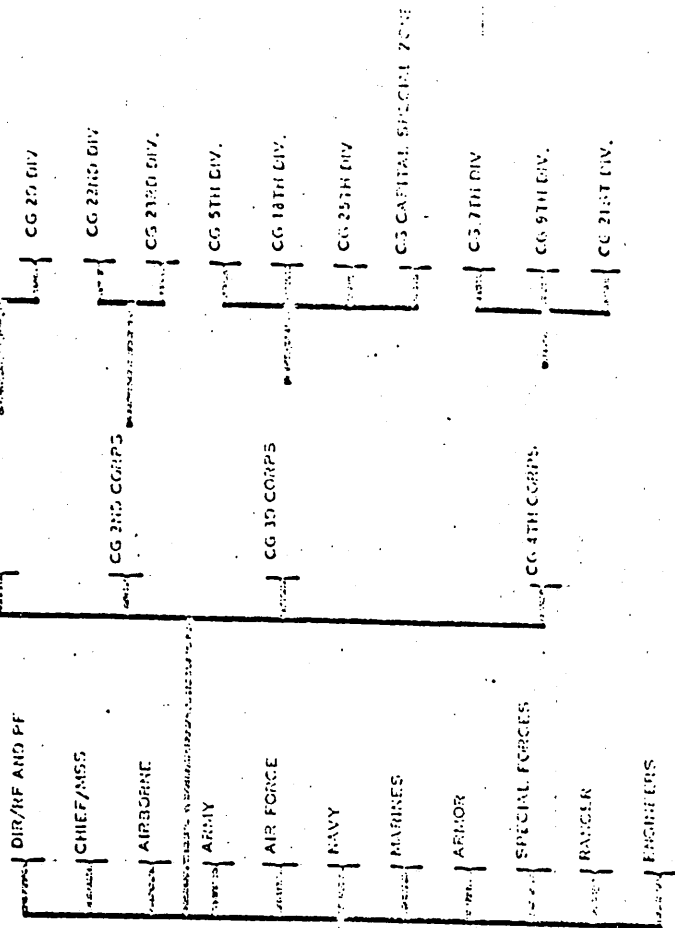 DIR/RF AND PF
CHIEF/MSS
AIRBORNE
ARMY
AIR FORCE
NAVY
MARINES
ARMOR
SPECIAL FORCES
RANGER
ENGINEERS
CG 2ND CORPS
CG 3D CORPS
CG 4TH CORPS
CG 2D DIV
CG 22ND DIV
CG 23RD DIV.
CG 5TH DIV.
CG 18TH DIV.
CG 25TH DIV
CG CAPITAL SPECIAL ZONE
CG 7TH DIV
CG 9TH DIV.
CG 21ST DIV.